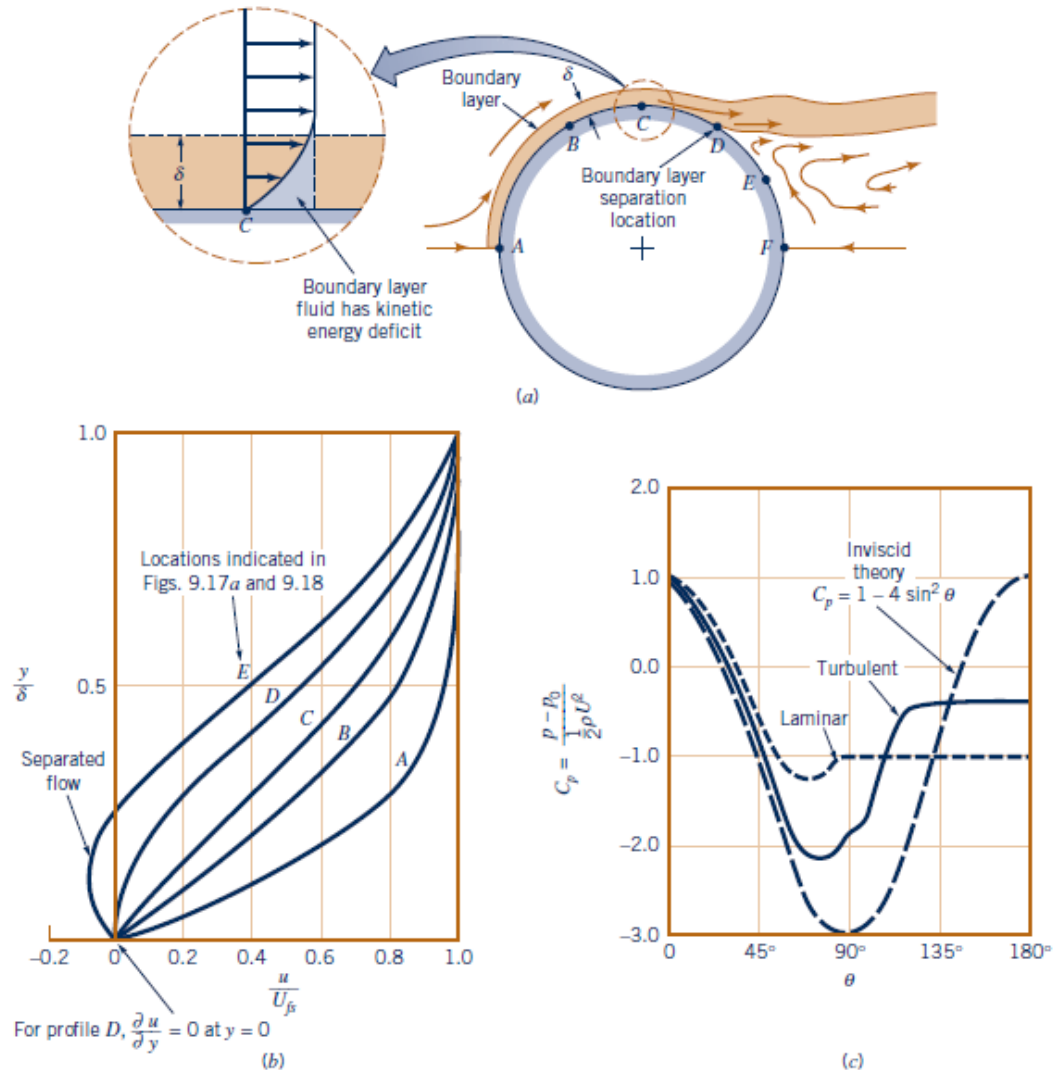 Boundary
layer
δ
δ
C
A
B
C
D
E
F
Boundary layer
separation
location
Boundary layer
fluid has kinetic
energy deficit
(a)
1.0
0.5
y
δ
Locations indicated in
Figs. 9.17a and 9.18
E
D
C
B
A
Separated
flow
–0.2
0
0.2
0.4
0.6
0.8
1.0
u
U_fs
For profile D, ∂u/∂y = 0 at y = 0
(b)
2.0
1.0
0.0
–1.0
–2.0
–3.0
C_p = (p – p_0) / (1/2 ρU²)
Inviscid
theory
C_p = 1 – 4 sin² θ
Turbulent
Laminar
0
45°
90°
135°
180°
θ
(c)